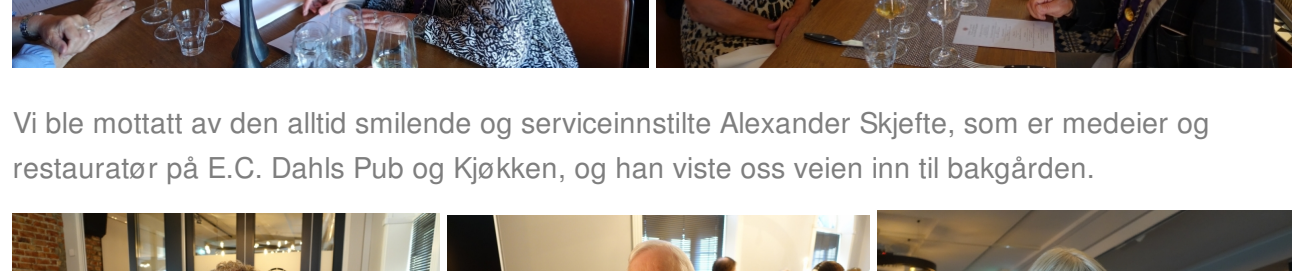 Vi ble mottatt av den alltid smilende og serviceinnstilte Alexander Skjefte, som er medeier og
restauratør på E.C. Dahls Pub og Kjøkken, og han viste oss veien inn til bakgården.